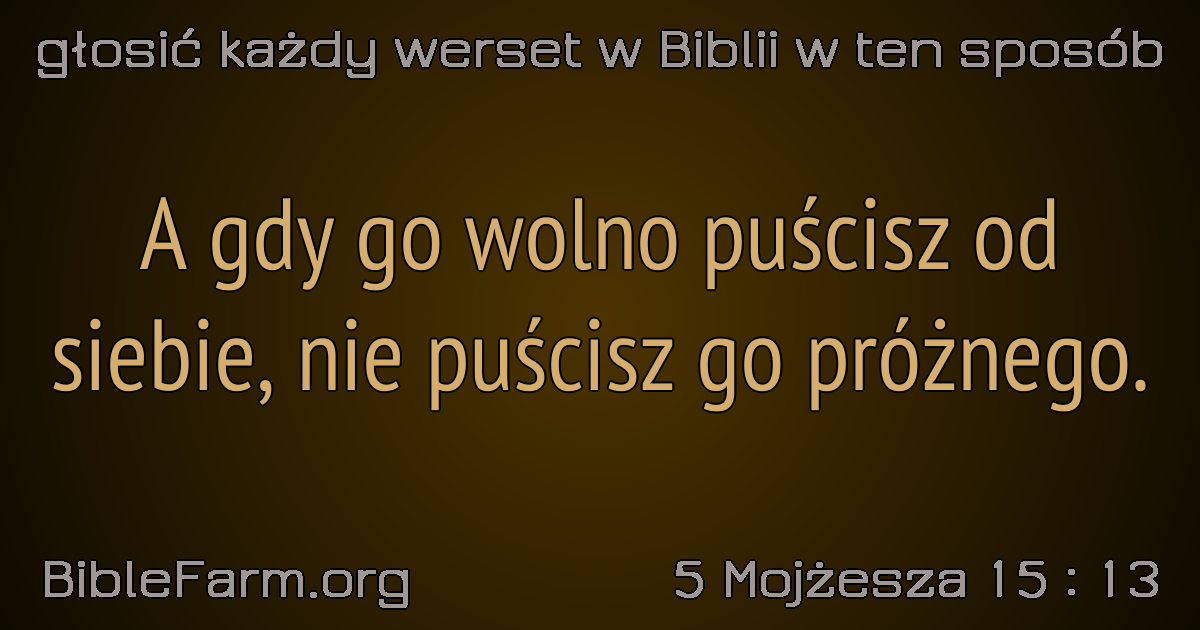 głosić każdy werset w Biblii w ten sposób
A gdy go wolno puścisz od
siebie, nie puścisz go próżnego.
BibleFarm.org
5 Mojżesza 15 : 13